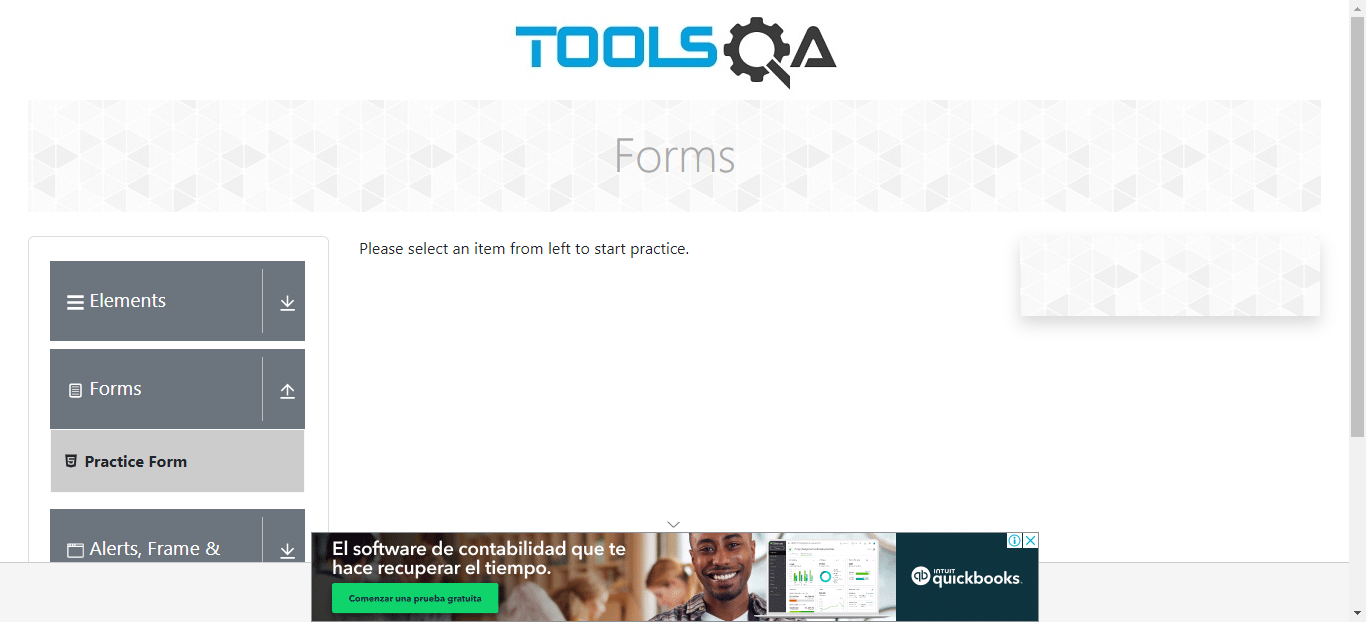 TOOLSQA
Forms
Please select an item from left to start practice.
Elements
Forms
Practice Form
Alerts, Frame &
El software de contabilidad que te
hace recuperar el tiempo.
Comenzar una prueba gratuita
INTUIT
quickbooks.